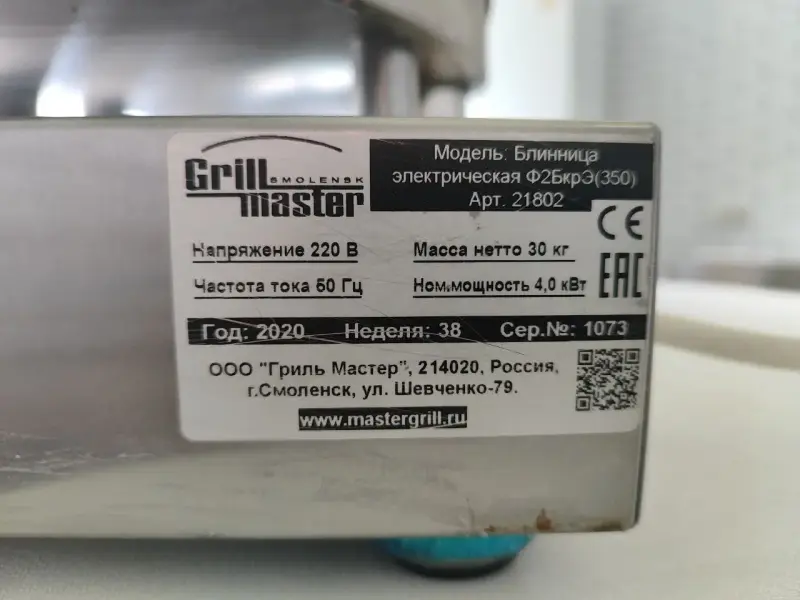 Grill
SMOLENSK
master
Модель: Блинница
электрическая Ф2БкрЭ(350)
Арт. 21802
CE
Напряжение 220 В
Масса нетто 30 кг
EAC
Частота тока 50 Гц
Ном.мощность 4,0 кВт
Год: 2020 Неделя: 38 Сер.№: 1073
ООО "Гриль Мастер", 214020, Россия,
г.Смоленск, ул. Шевченко-79.
www.mastergrill.ru